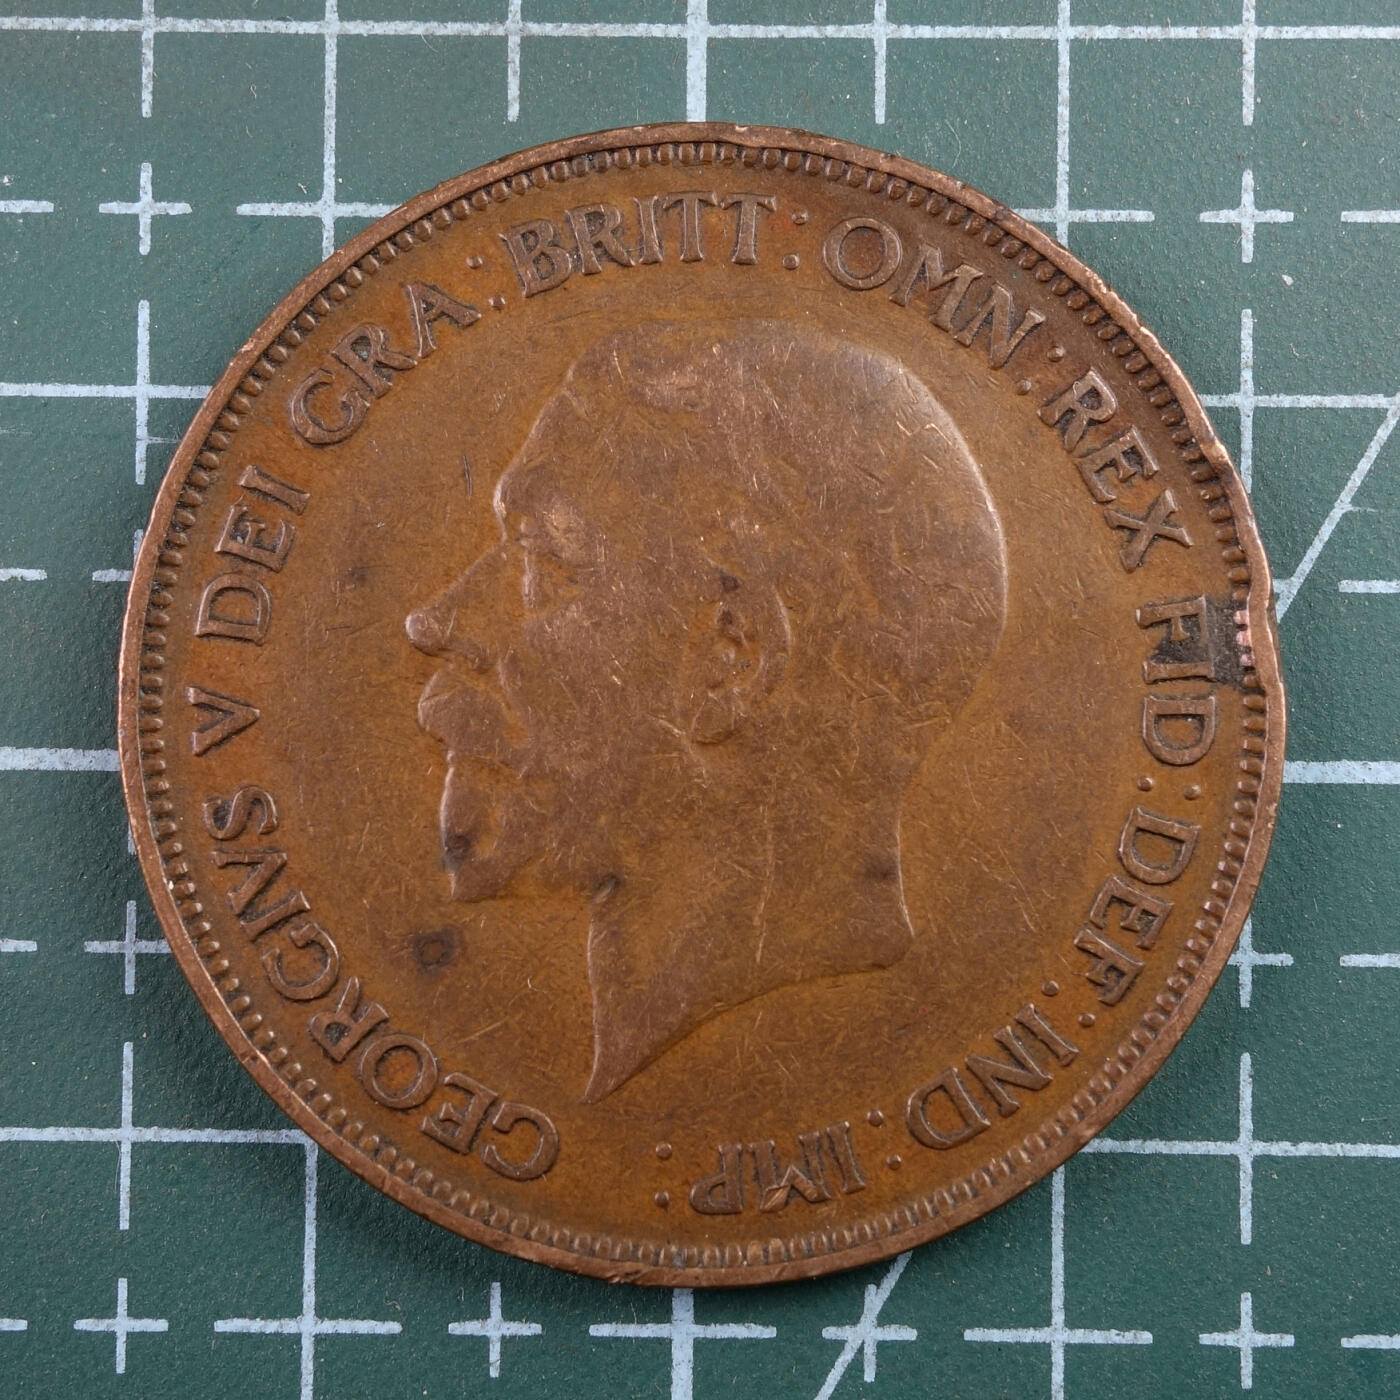 GEORGIVS V DEI GRA : BRITT : OMN : REX FID : DEF : IND : IMP :